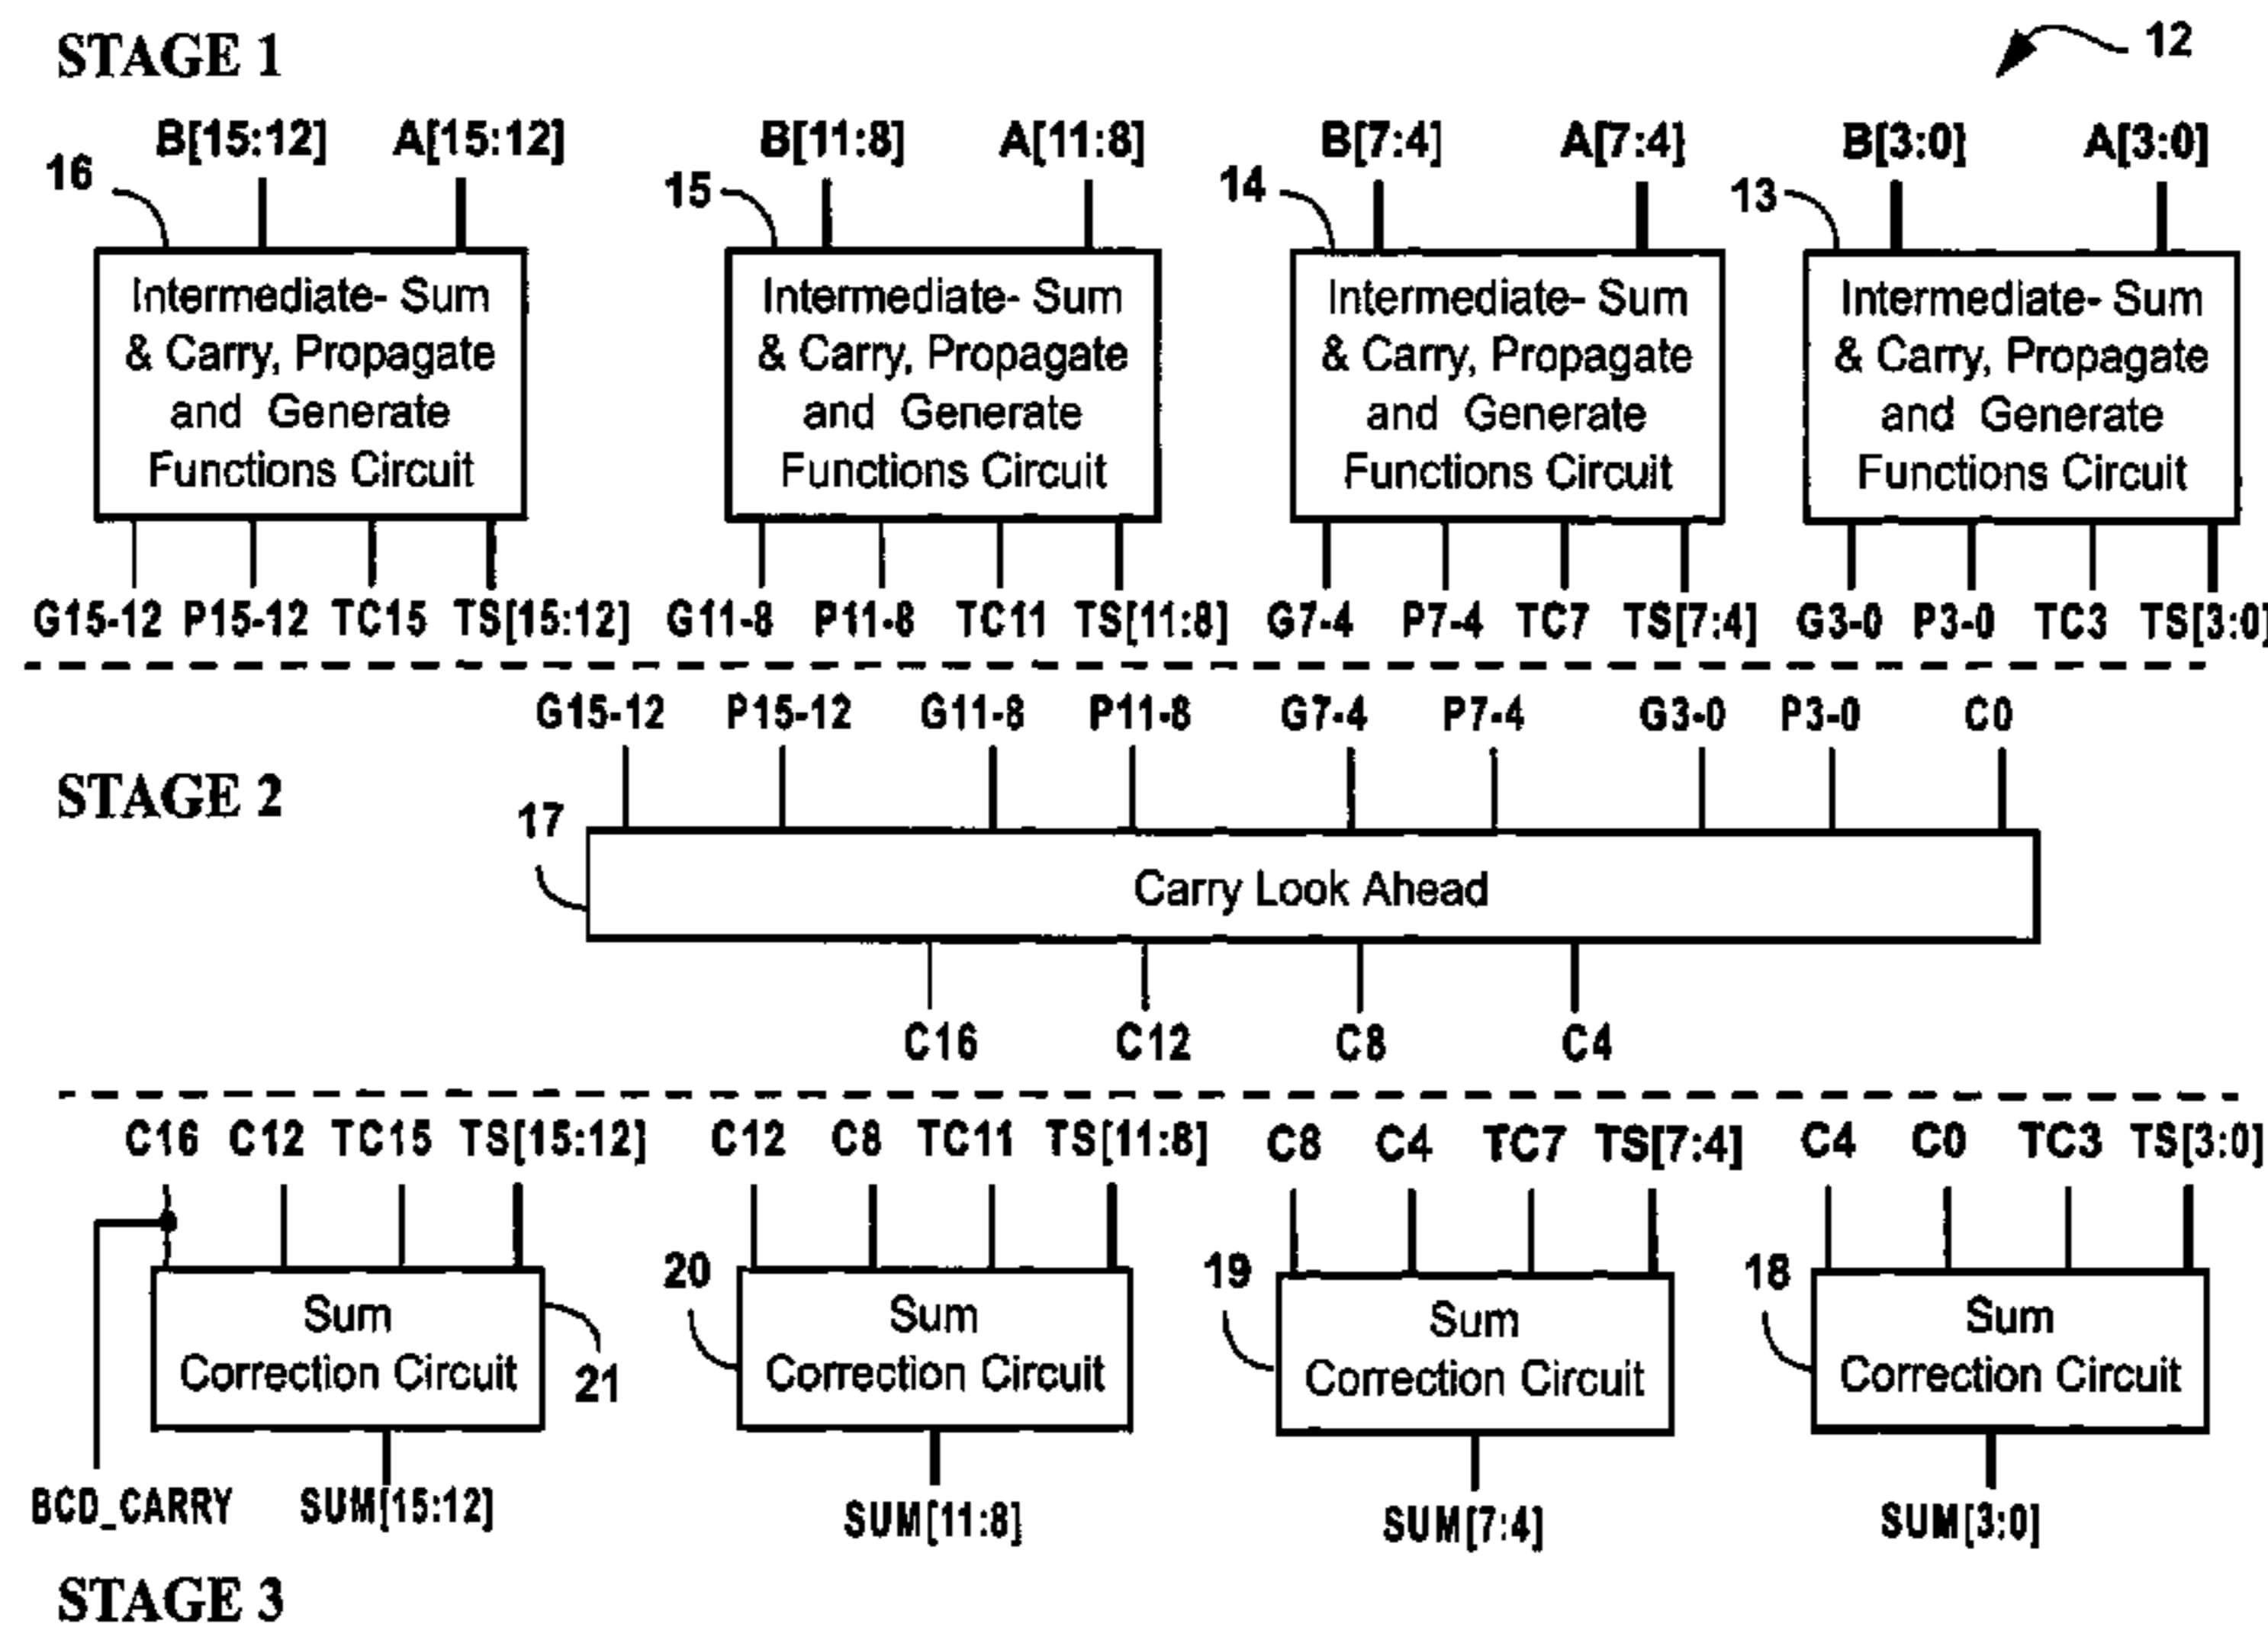 STAGE 1
12
B[15:12] A[15:12] B[11:8] A[11:8] B[7:4] A[7:4] B[3:0] A[3:0]
16 15 14 13
Intermediate- Sum
& Carry, Propagate
and Generate
Functions Circuit
Intermediate- Sum
& Carry, Propagate
and Generate
Functions Circuit
Intermediate- Sum
& Carry, Propagate
and Generate
Functions Circuit
Intermediate- Sum
& Carry, Propagate
and Generate
Functions Circuit
G15-12 P15-12 TC15 TS[15:12] G11-8 P11-8 TC11 TS[11:8] G7-4 P7-4 TC7 TS[7:4] G3-0 P3-0 TC3 TS[3:0]
G15-12 P15-12 G11-8 P11-8 G7-4 P7-4 G3-0 P3-0 C0
STAGE 2
17
Carry Look Ahead
C16 C12 C8 C4
C16 C12 TC15 TS[15:12] C12 C8 TC11 TS[11:8] C8 C4 TC7 TS[7:4] C4 C0 TC3 TS[3:0]
20 19 18
Sum
Correction Circuit
21
Sum
Correction Circuit
Sum
Correction Circuit
Sum
Correction Circuit
BCD_CARRY SUM[15:12] SUM[11:8] SUM[7:4] SUM[3:0]
STAGE 3